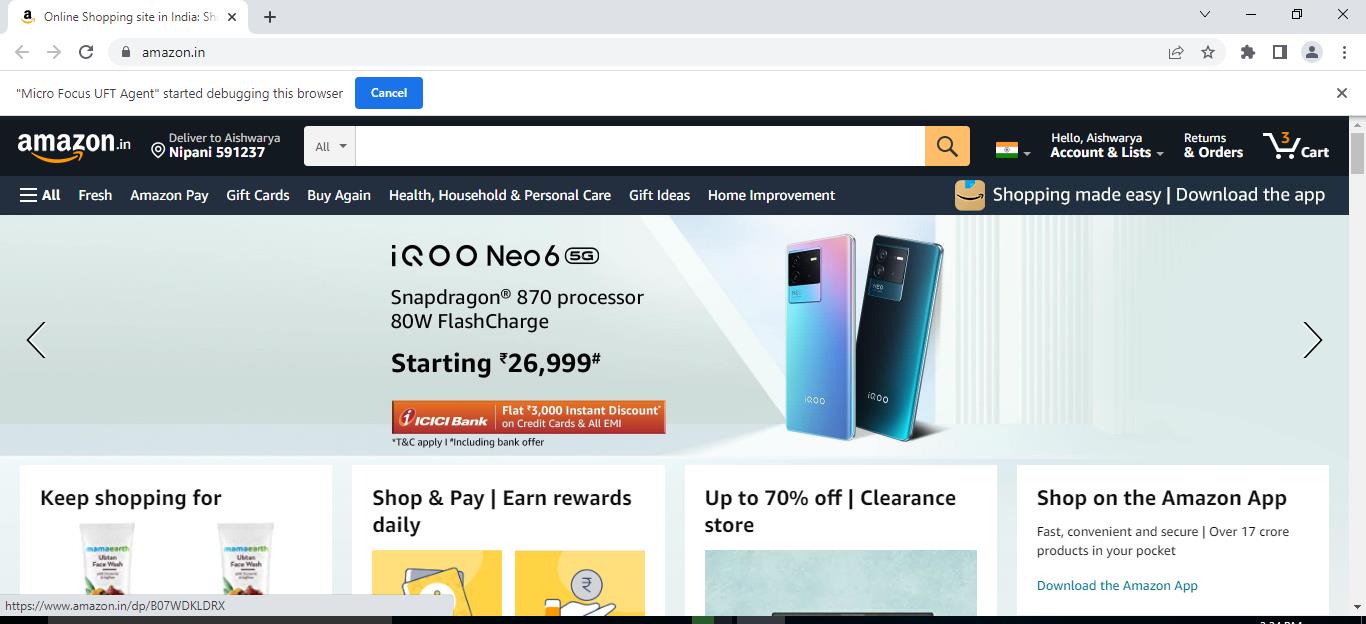 Online Shopping site in India: Sh
amazon.in
"Micro Focus UFT Agent" started debugging this browser
Cancel
amazon.in
Deliver to Aishwarya
Nipani 591237
All
Hello, Aishwarya
Account & Lists
Returns
& Orders
3
Cart
All
Fresh
Amazon Pay
Gift Cards
Buy Again
Health, Household & Personal Care
Gift Ideas
Home Improvement
Shopping made easy | Download the app
iQOO Neo6 5G
Snapdragon® 870 processor
80W FlashCharge
Starting ₹26,999#
ICICI Bank
Flat ₹3,000 Instant Discount*
on Credit Cards & All EMI
*T&C apply I #Including bank offer
NEO
NEO
iQOO
iQOO
Keep shopping for
mamaearth
Ubtan
Face Wash
mamaearth
Ubtan
Face Wash
Shop & Pay | Earn rewards
daily
₹
Up to 70% off | Clearance
store
Shop on the Amazon App
Fast, convenient and secure | Over 17 crore
products in your pocket
Download the Amazon App
https://www.amazon.in/dp/B07WDKLDRX